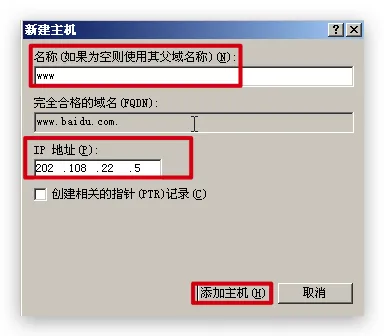 新建主机
名称(如果为空则使用其父域名称)(N):
www
完全合格的域名(FQDN):
www.baidu.com.
IP 地址(P):
202 .108 .22 .5
创建相关的指针(PTR)记录(C)
添加主机(H) 取消